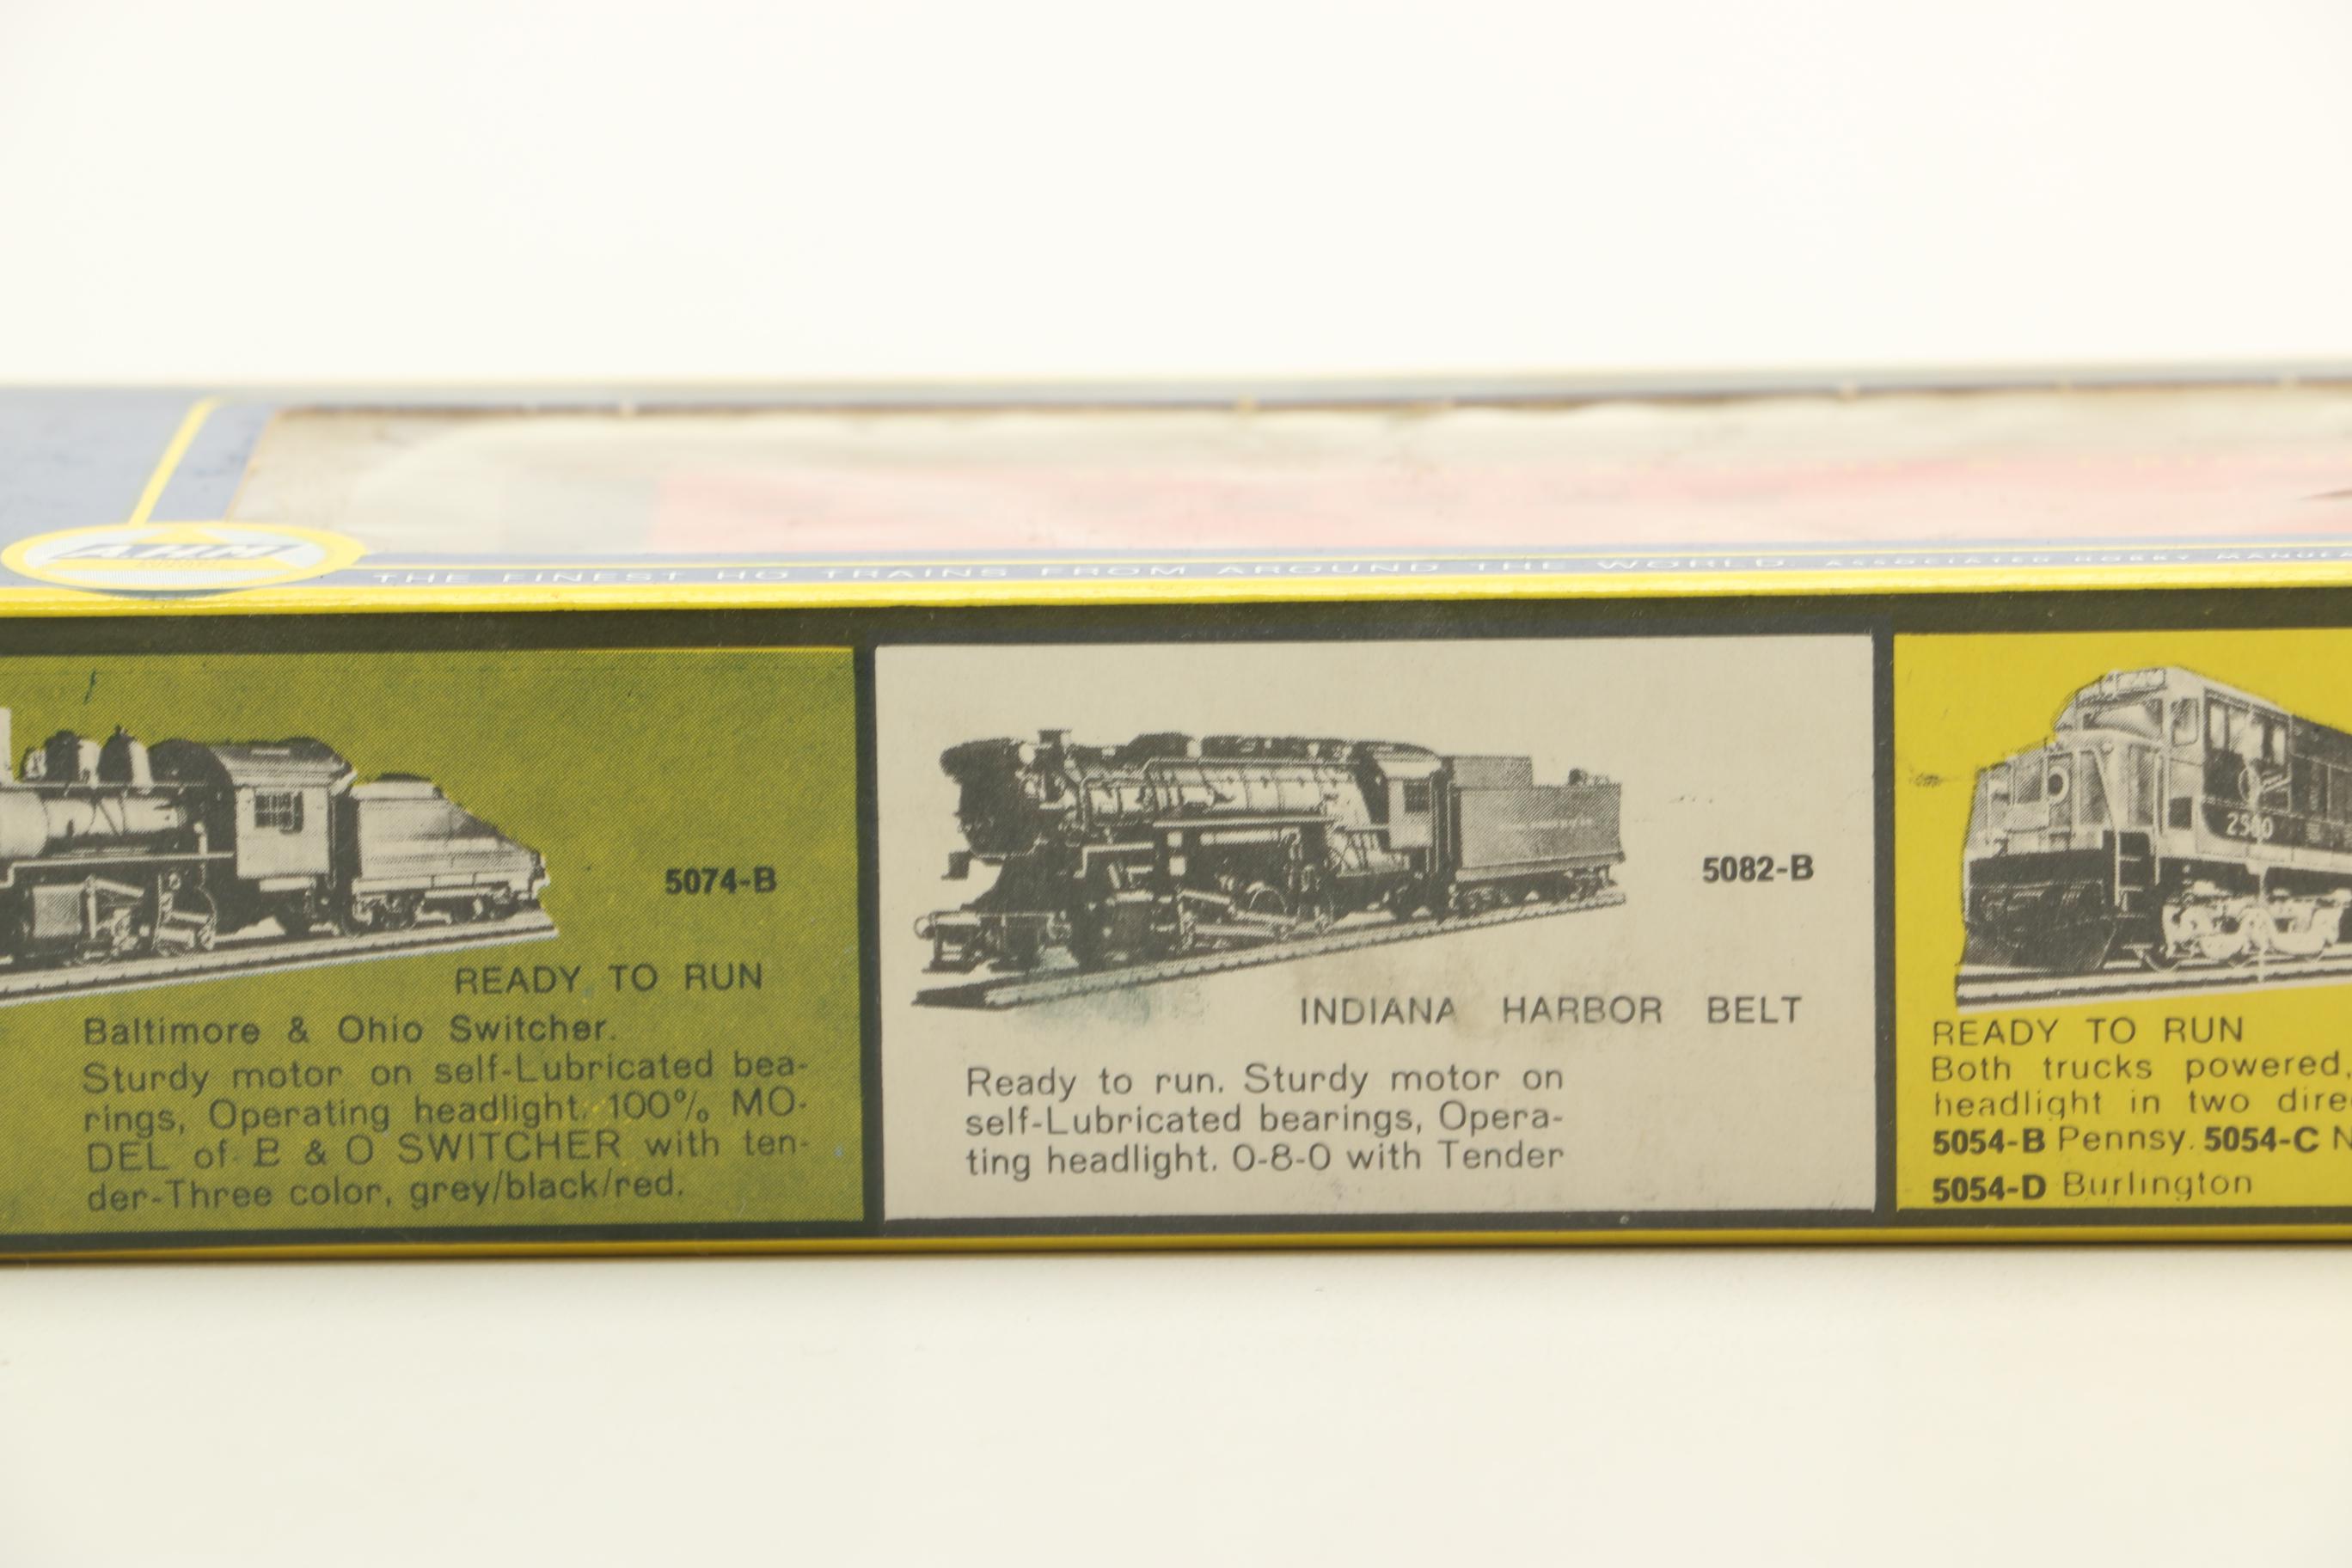 AHM
THE FINEST HO TRAINS FROM AROUND THE WORLD. ASSOCIATED HOBBY
5074-B
READY TO RUN
Baltimore & Ohio Switcher.
Sturdy motor on self-Lubricated bea-
rings, Operating headlight. 100% MO-
DEL of B & O SWITCHER with ten-
der-Three color, grey/black/red.
5082-B
INDIANA HARBOR BELT
Ready to run. Sturdy motor on
self-Lubricated bearings, Opera-
ting headlight. 0-8-0 with Tender
2500
READY TO RUN
Both trucks powered,
headlight in two dire
5054-B Pennsy. 5054-C N
5054-D Burlington